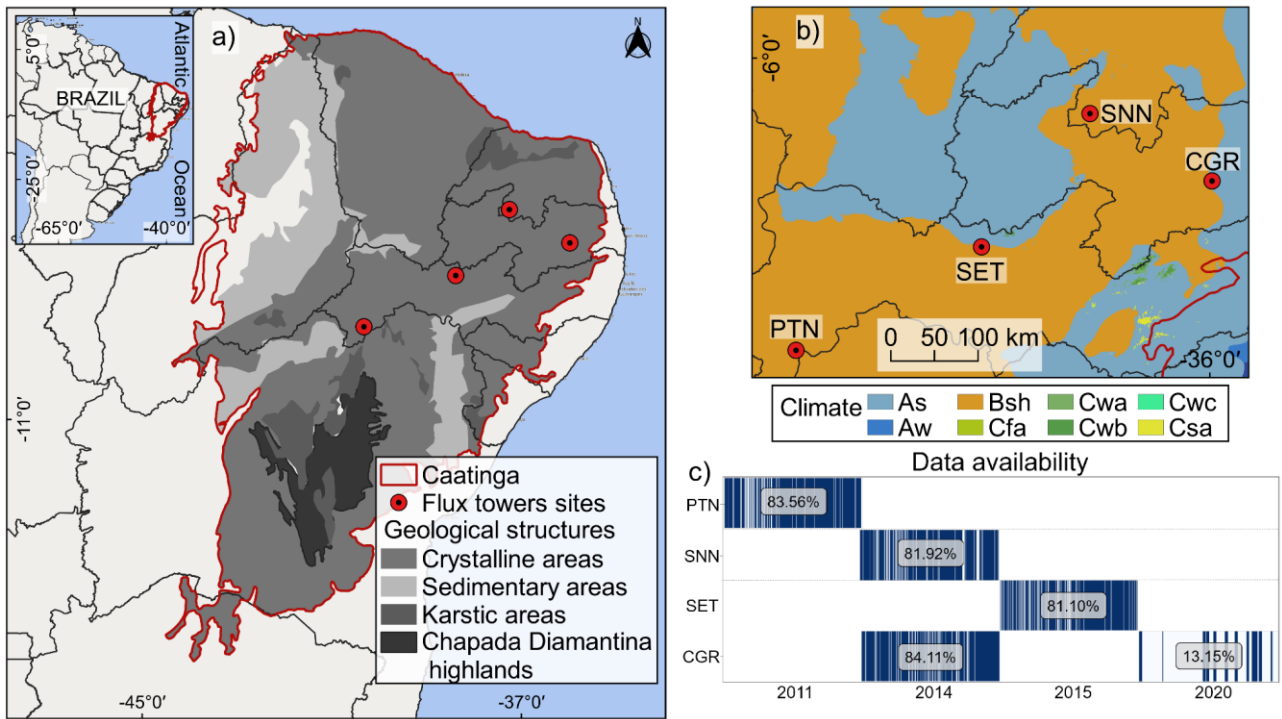 a)
N
5°0′
-25°0′
-65°0′
-40°0′
BRAZIL
Atlantic
Ocean
-11°0′
-45°0′
-37°0′
Caatinga
Flux towers sites
Geological structures
Crystalline areas
Sedimentary areas
Karstic areas
Chapada Diamantina
highlands
b)
-6°0′
SNN
CGR
SET
PTN
0 50 100 km
-36°0′
Climate
As Bsh Cwa Cwc
Aw Cfa Cwb Csa
c)
Data availability
PTN
83.56%
SNN
81.92%
SET
81.10%
CGR
84.11%
13.15%
2011 2014 2015 2020